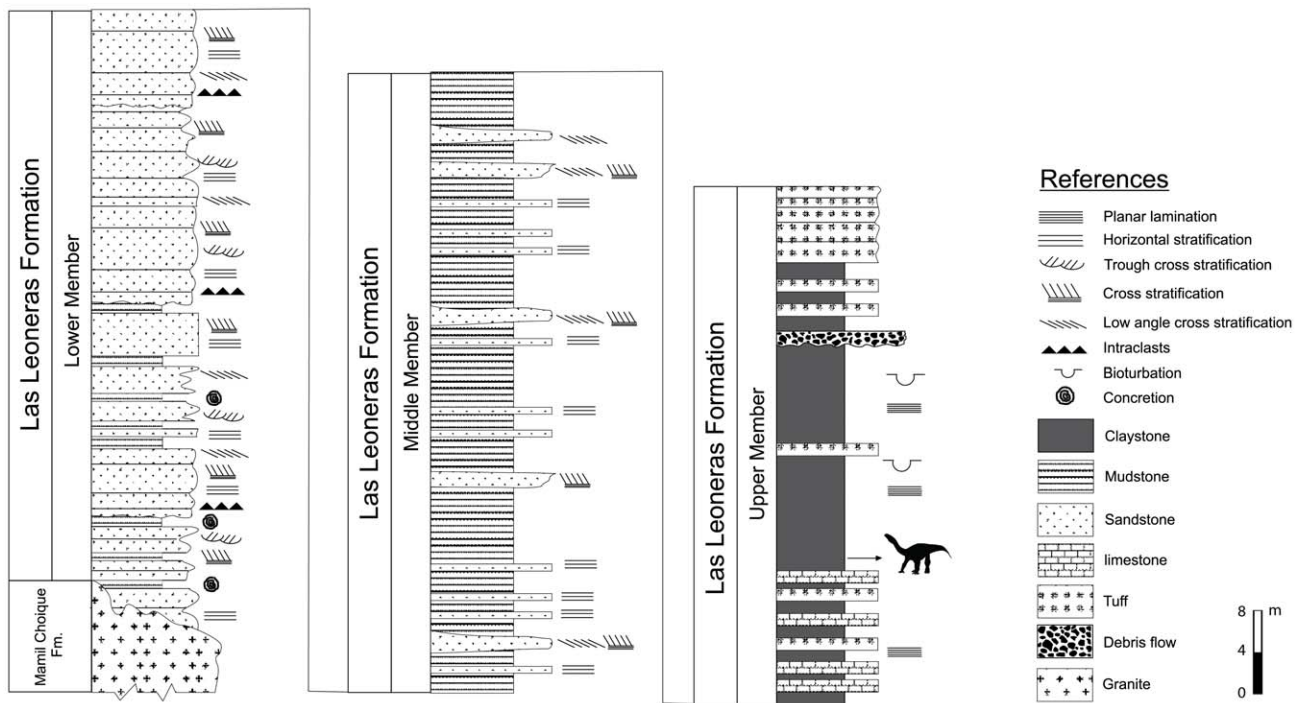 Las Leoneras Formation
Lower Member
Mamil Choique
Fm.
Las Leoneras Formation
Middle Member
Las Leoneras Formation
Upper Member
References
Planar lamination
Horizontal stratification
Trough cross stratification
Cross stratification
Low angle cross stratification
Intraclasts
Bioturbation
Concretion
Claystone
Mudstone
Sandstone
limestone
Tuff
Debris flow
Granite
8 m
4
0